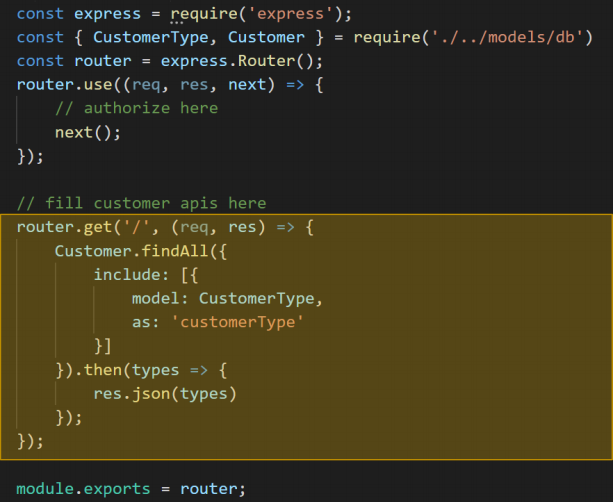 const express = require('express');
const { CustomerType, Customer } = require('./../models/db')
const router = express.Router();
router.use((req, res, next) => {
    // authorize here
    next();
});

// fill customer apis here
router.get('/', (req, res) => {
    Customer.findAll({
        include: [{
            model: CustomerType,
            as: 'customerType'
        }]
    }).then(types => {
        res.json(types)
    });
});

module.exports = router;